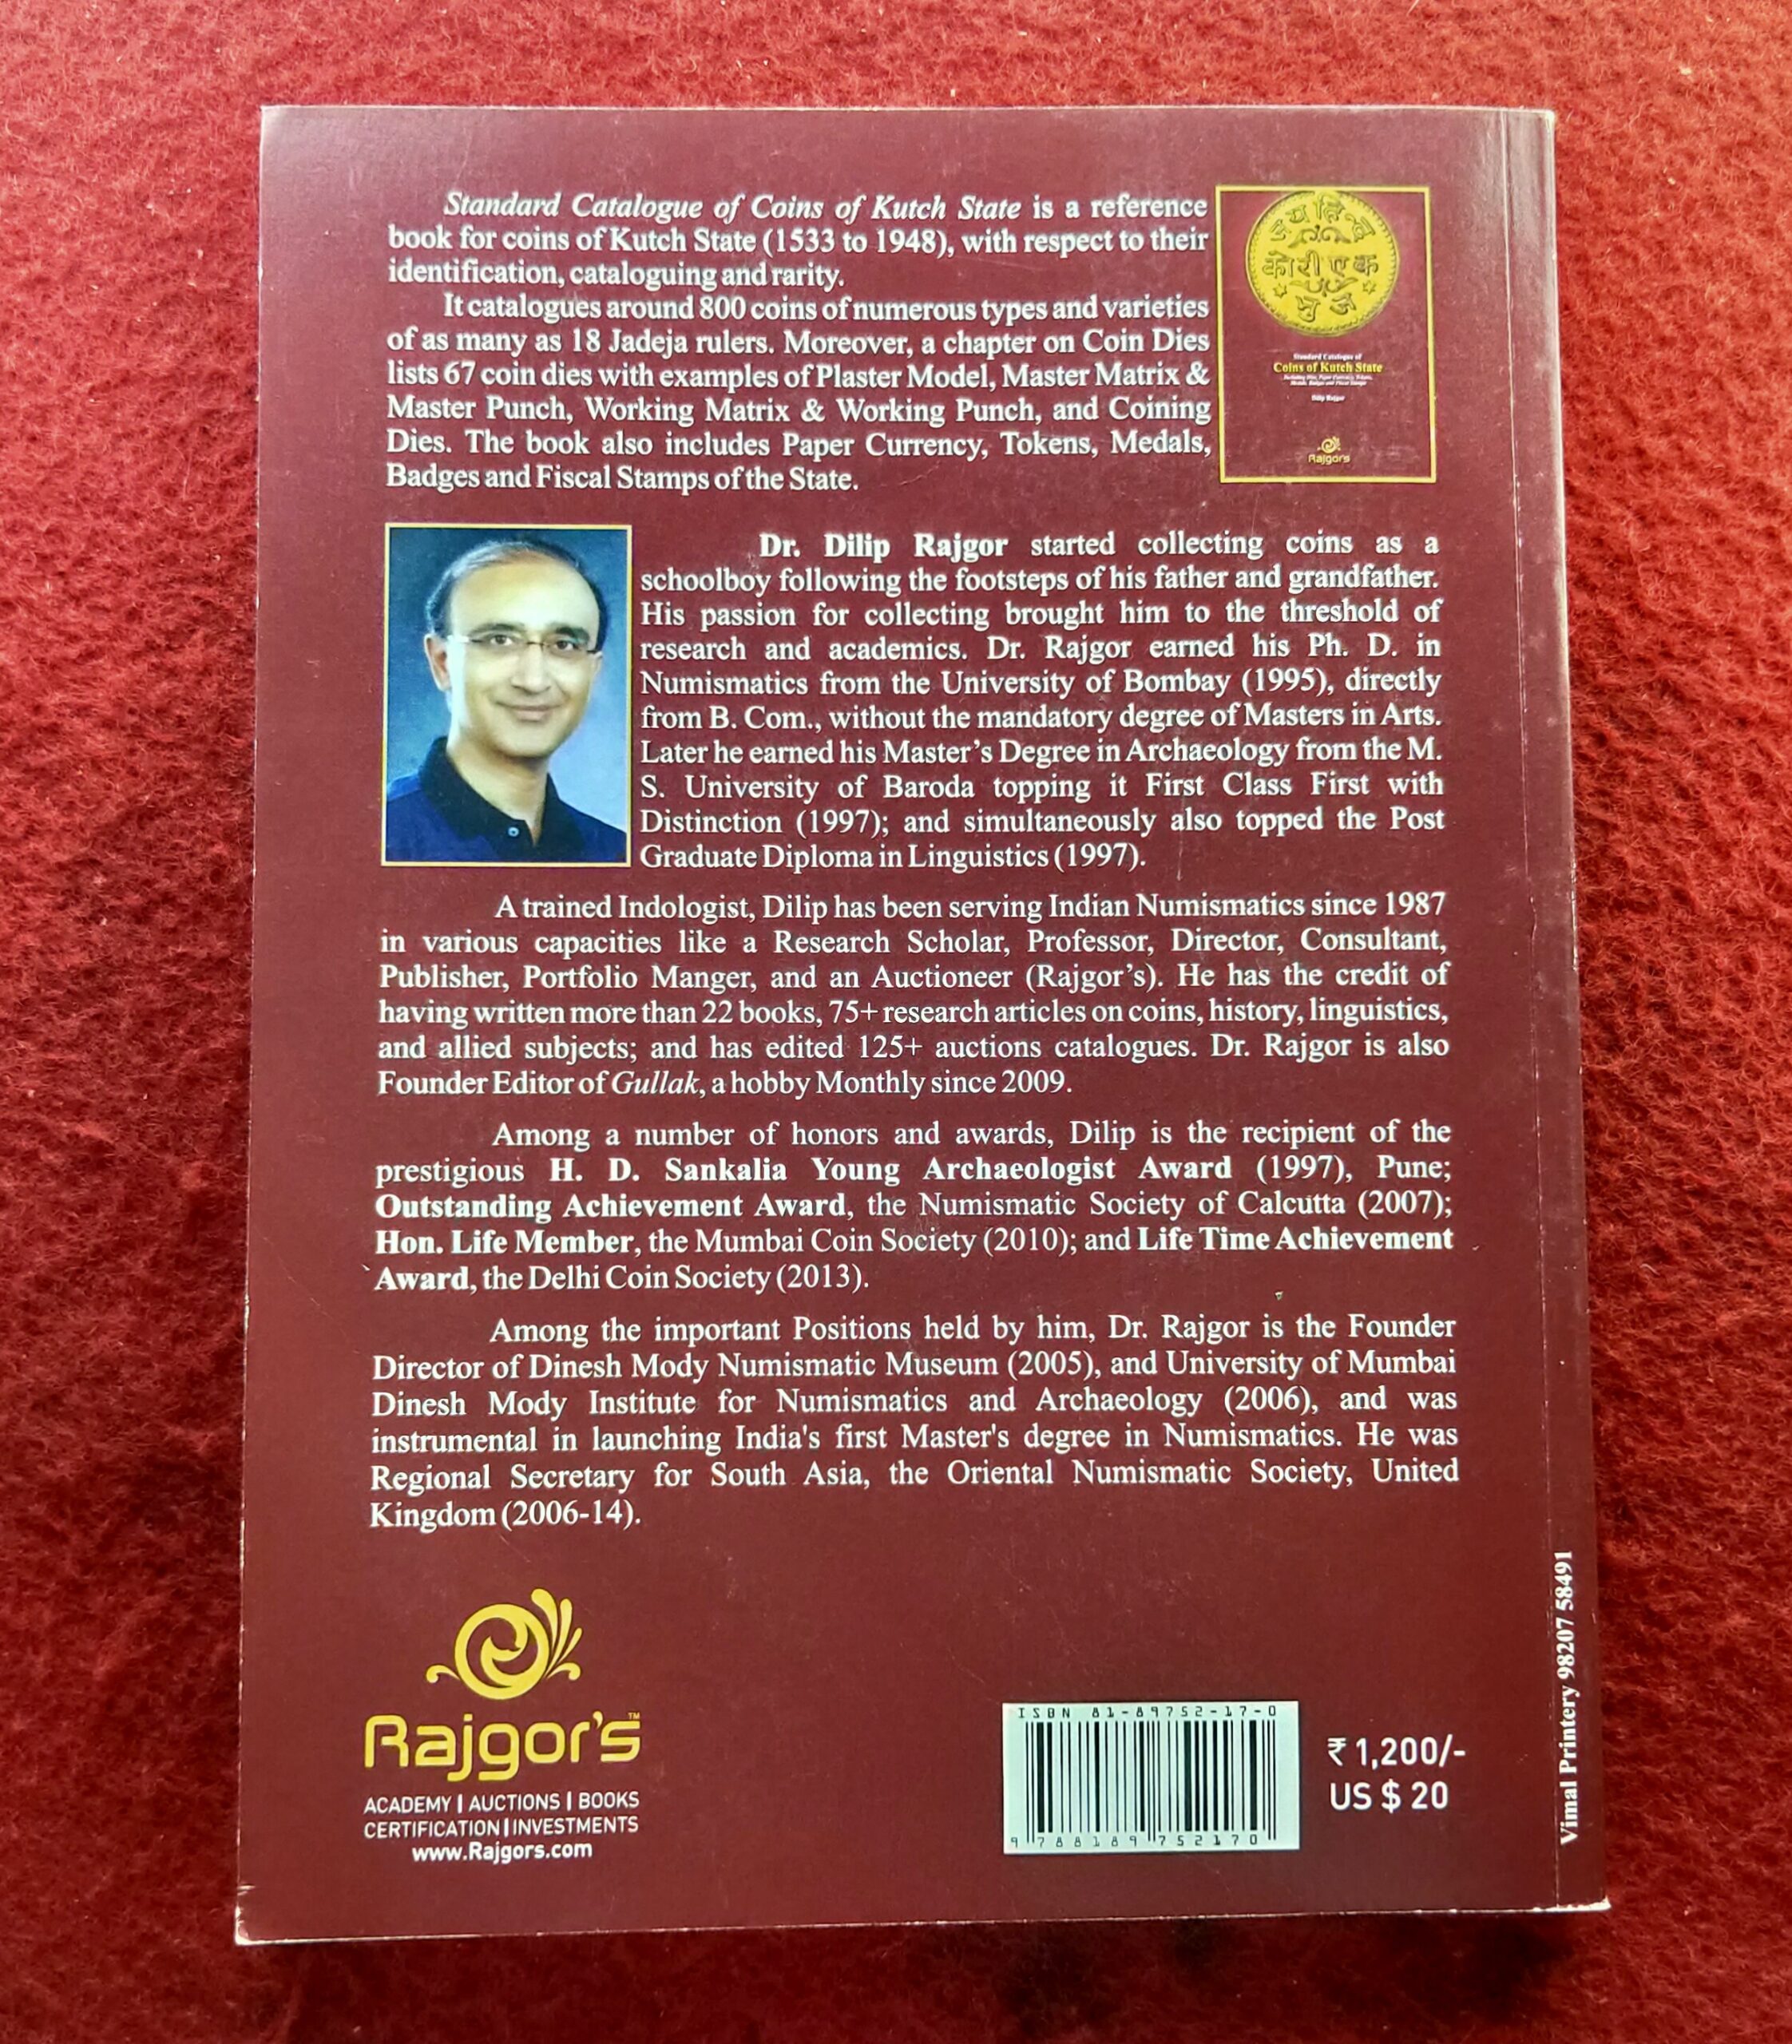 Standard Catalogue of Coins of Kutch State is a reference
book for coins of Kutch State (1533 to 1948), with respect to their
identification, cataloguing and rarity.
It catalogues around 800 coins of numerous types and varieties
of as many as 18 Jadeja rulers. Moreover, a chapter on Coin Dies
lists 67 coin dies with examples of Plaster Model, Master Matrix &
Master Punch, Working Matrix & Working Punch, and Coining
Dies. The book also includes Paper Currency, Tokens, Medals,
Badges and Fiscal Stamps of the State.
जय हिंद
कोरी एक
भुज
Standard Catalogue of
Coins of Kutch State
Including Dies, Paper Currency, Tokens,
Medals, Badges and Fiscal Stamps
Dilip Rajgor
Rajgor's
Dr. Dilip Rajgor started collecting coins as a
schoolboy following the footsteps of his father and grandfather.
His passion for collecting brought him to the threshold of
research and academics. Dr. Rajgor earned his Ph. D. in
Numismatics from the University of Bombay (1995), directly
from B. Com., without the mandatory degree of Masters in Arts.
Later he earned his Master's Degree in Archaeology from the M.
S. University of Baroda topping it First Class First with
Distinction (1997); and simultaneously also topped the Post
Graduate Diploma in Linguistics (1997).
A trained Indologist, Dilip has been serving Indian Numismatics since 1987
in various capacities like a Research Scholar, Professor, Director, Consultant,
Publisher, Portfolio Manger, and an Auctioneer (Rajgor's). He has the credit of
having written more than 22 books, 75+ research articles on coins, history, linguistics,
and allied subjects; and has edited 125+ auctions catalogues. Dr. Rajgor is also
Founder Editor of Gullak, a hobby Monthly since 2009.
Among a number of honors and awards, Dilip is the recipient of the
prestigious H. D. Sankalia Young Archaeologist Award (1997), Pune;
Outstanding Achievement Award, the Numismatic Society of Calcutta (2007);
Hon. Life Member, the Mumbai Coin Society (2010); and Life Time Achievement
Award, the Delhi Coin Society (2013).
Among the important Positions held by him, Dr. Rajgor is the Founder
Director of Dinesh Mody Numismatic Museum (2005), and University of Mumbai
Dinesh Mody Institute for Numismatics and Archaeology (2006), and was
instrumental in launching India's first Master's degree in Numismatics. He was
Regional Secretary for South Asia, the Oriental Numismatic Society, United
Kingdom (2006-14).
Rajgor's™
ACADEMY | AUCTIONS | BOOKS
CERTIFICATION | INVESTMENTS
www.Rajgors.com
ISBN 81-89752-17-0
9 788189 752170
₹ 1,200/-
US $ 20
Vimal Printery 98207 58491